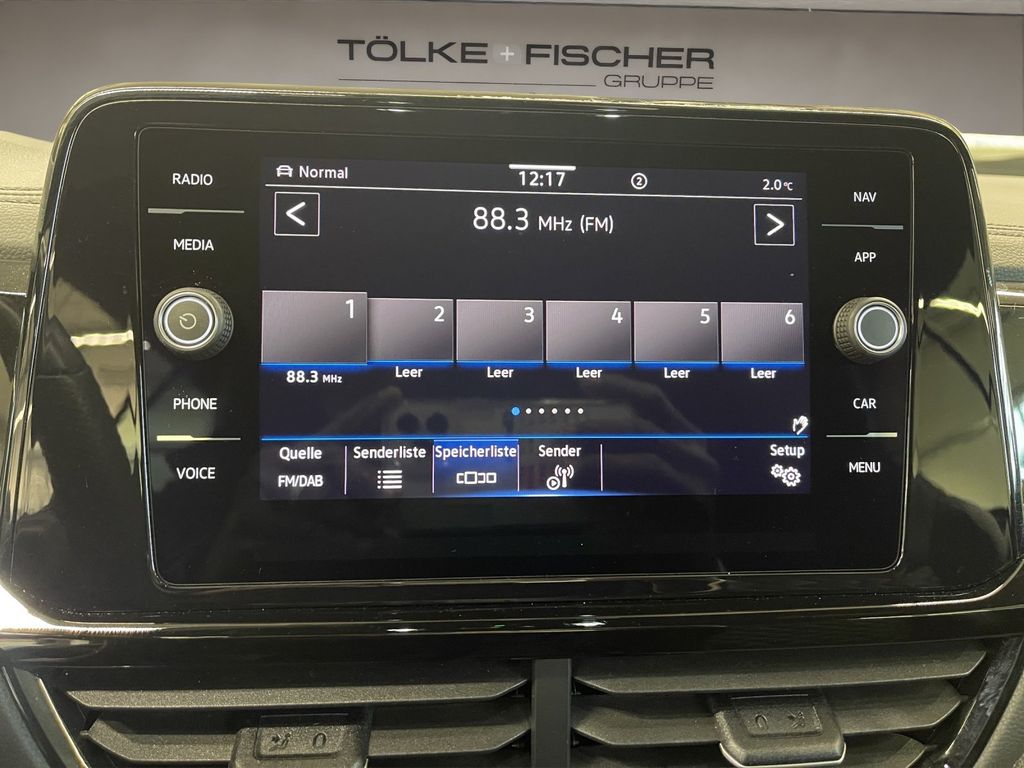 TÖLKE + FISCHER
GRUPPE
RADIO
MEDIA
PHONE
VOICE
Normal
12:17
2
2.0 °C
<
88.3 MHz (FM)
>
1
2
3
4
5
6
88.3 MHz
Leer
Leer
Leer
Leer
Leer
Quelle
FM/DAB
Senderliste
Speicherliste
Sender
Setup
NAV
APP
CAR
MENU
0
0